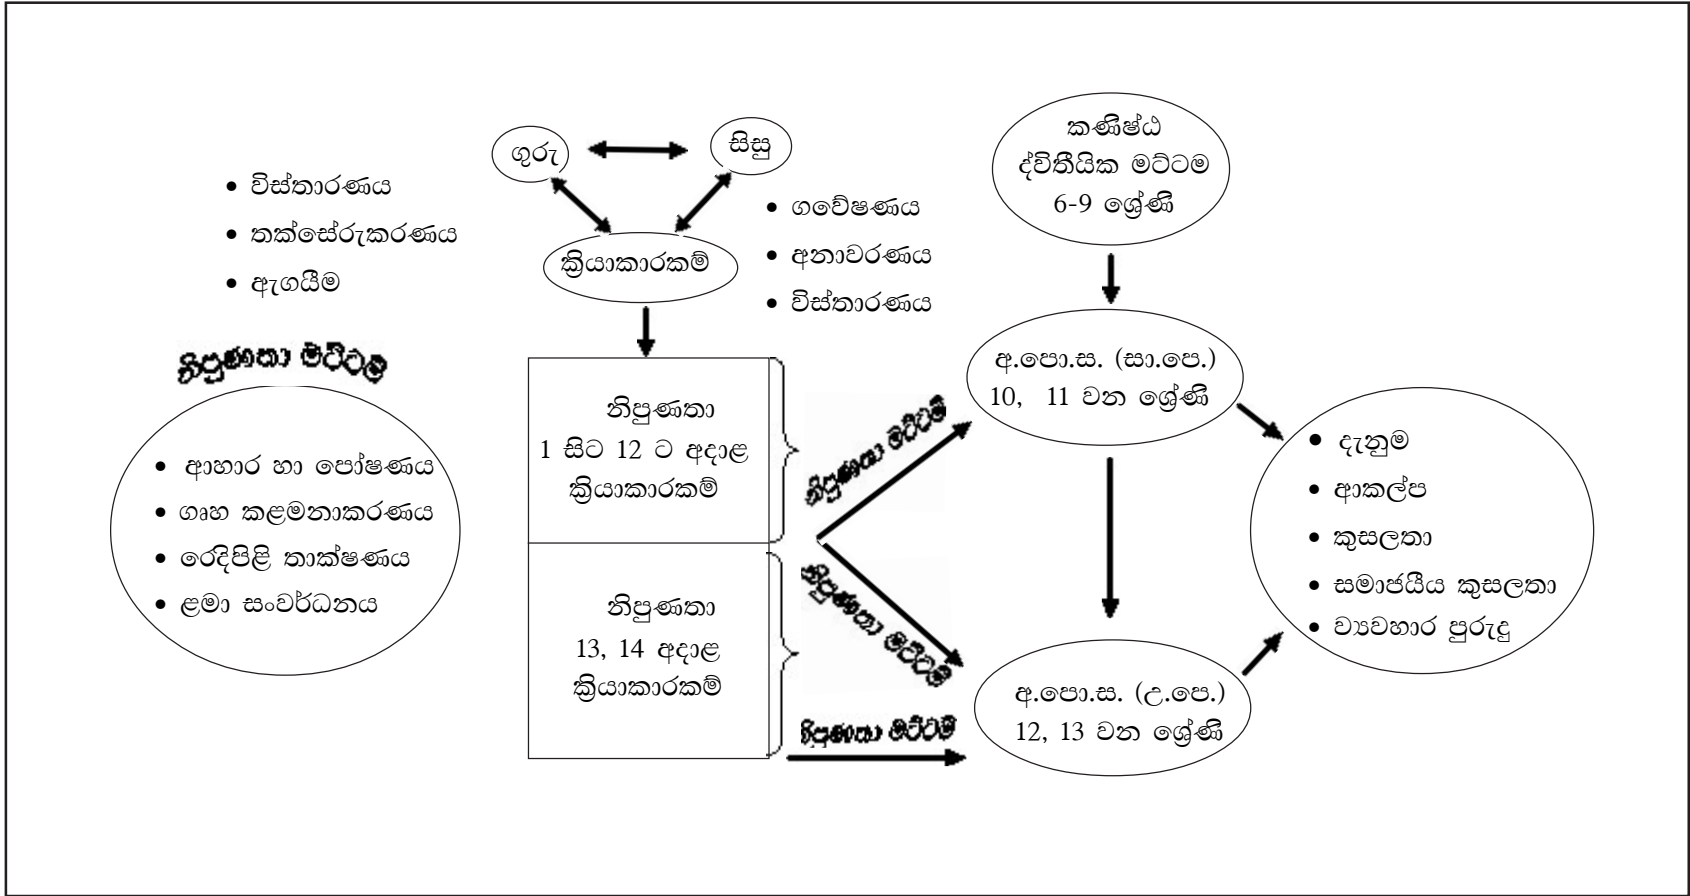 ගුරු
සිසු
ක්‍රියාකාරකම්
• විස්තාරණය
• තක්සේරුකරණය
• ඇගයීම
• ගවේෂණය
• අනාවරණය
• විස්තාරණය
නිපුණතා මට්ටම්
• ආහාර හා පෝෂණය
• ගෘහ කළමනාකරණය
• රෙදිපිළි තාක්ෂණය
• ළමා සංවර්ධනය
නිපුණතා
1 සිට 12 ට අදාළ
ක්‍රියාකාරකම්
නිපුණතා
13, 14 අදාළ
ක්‍රියාකාරකම්
නිපුණතා මට්ටම්
නිපුණතා මට්ටම්
නිපුණතා මට්ටම්
කණිෂ්ඨ
ද්විතීයික මට්ටම
6-9 ශ්‍රේණි
අ.පො.ස. (සා.පෙ.)
10, 11 වන ශ්‍රේණි
අ.පො.ස. (උ.පෙ.)
12, 13 වන ශ්‍රේණි
• දැනුම
• ආකල්ප
• කුසලතා
• සමාජයීය කුසලතා
• ව්‍යවහාර පුරුදු